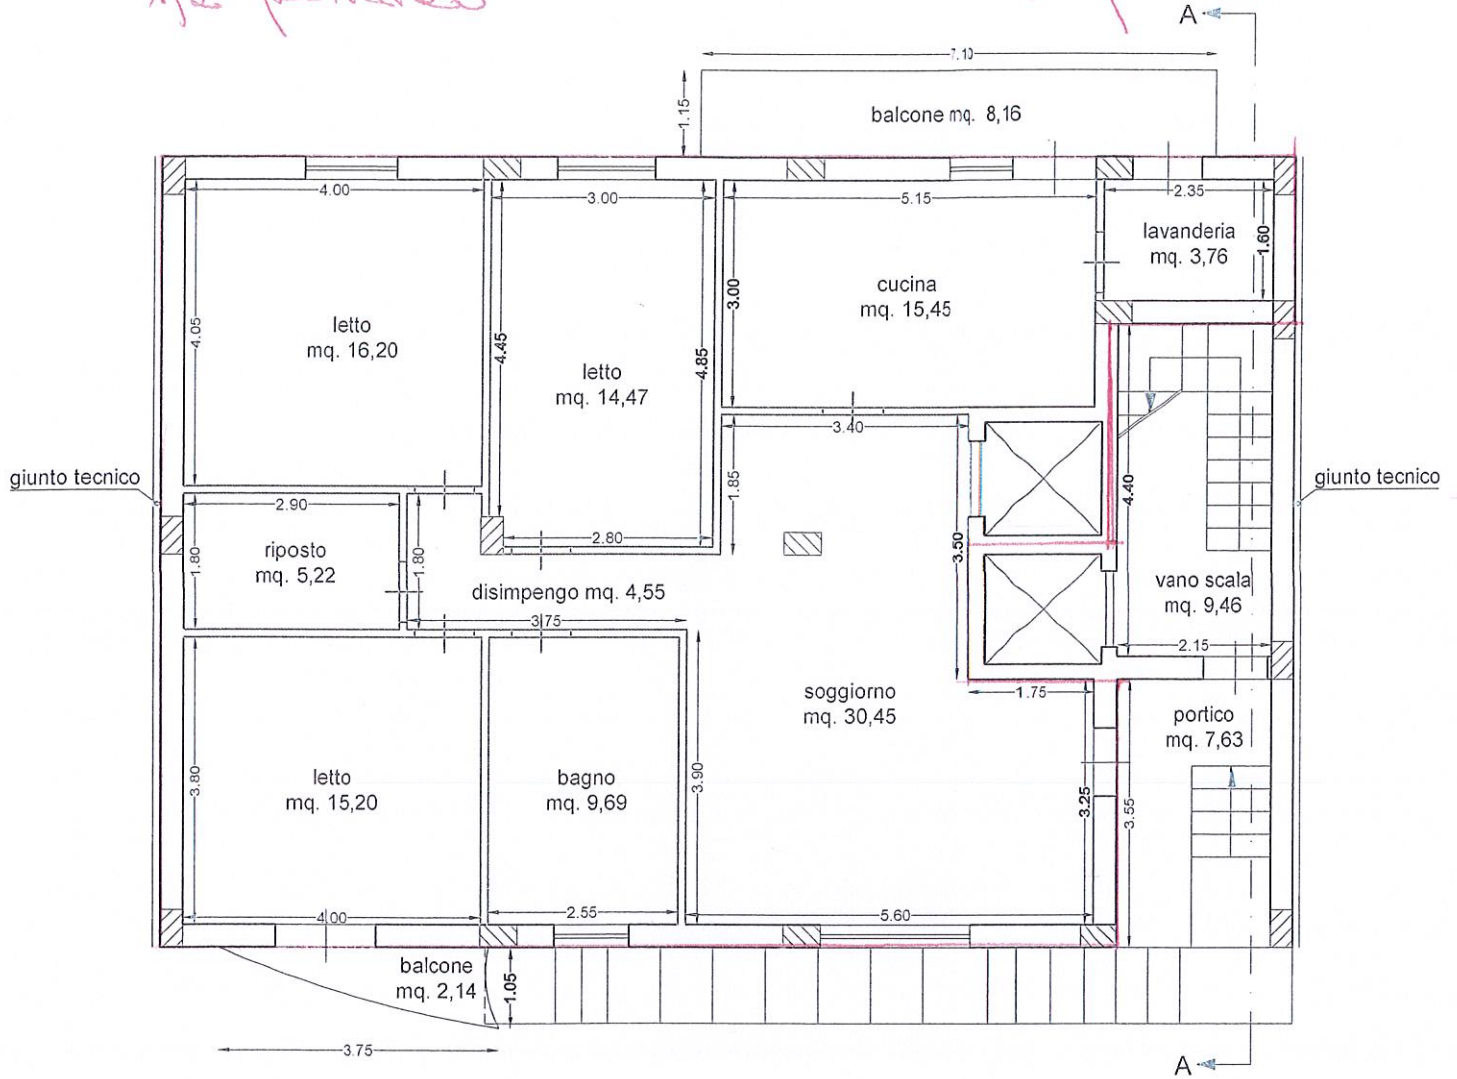 A
7.10
1.15
balcone mq. 8,16
4.00
3.00
5.15
2.35
lavanderia
mq. 3,76
1.60
4.05
letto
mq. 16,20
4.45
letto
mq. 14,47
4.85
3.00
cucina
mq. 15,45
3.40
giunto tecnico
giunto tecnico
1.85
4.40
2.90
riposto
mq. 5,22
1.80
1.80
2.80
3.50
disimpengo mq. 4,55
3.75
vano scala
mq. 9,46
2.15
soggiorno
mq. 30,45
1.75
portico
mq. 7,63
3.80
letto
mq. 15,20
bagno
mq. 9,69
3.90
3.25
3.55
4.00
2.55
5.60
balcone
mq. 2,14
1.05
3.75
A